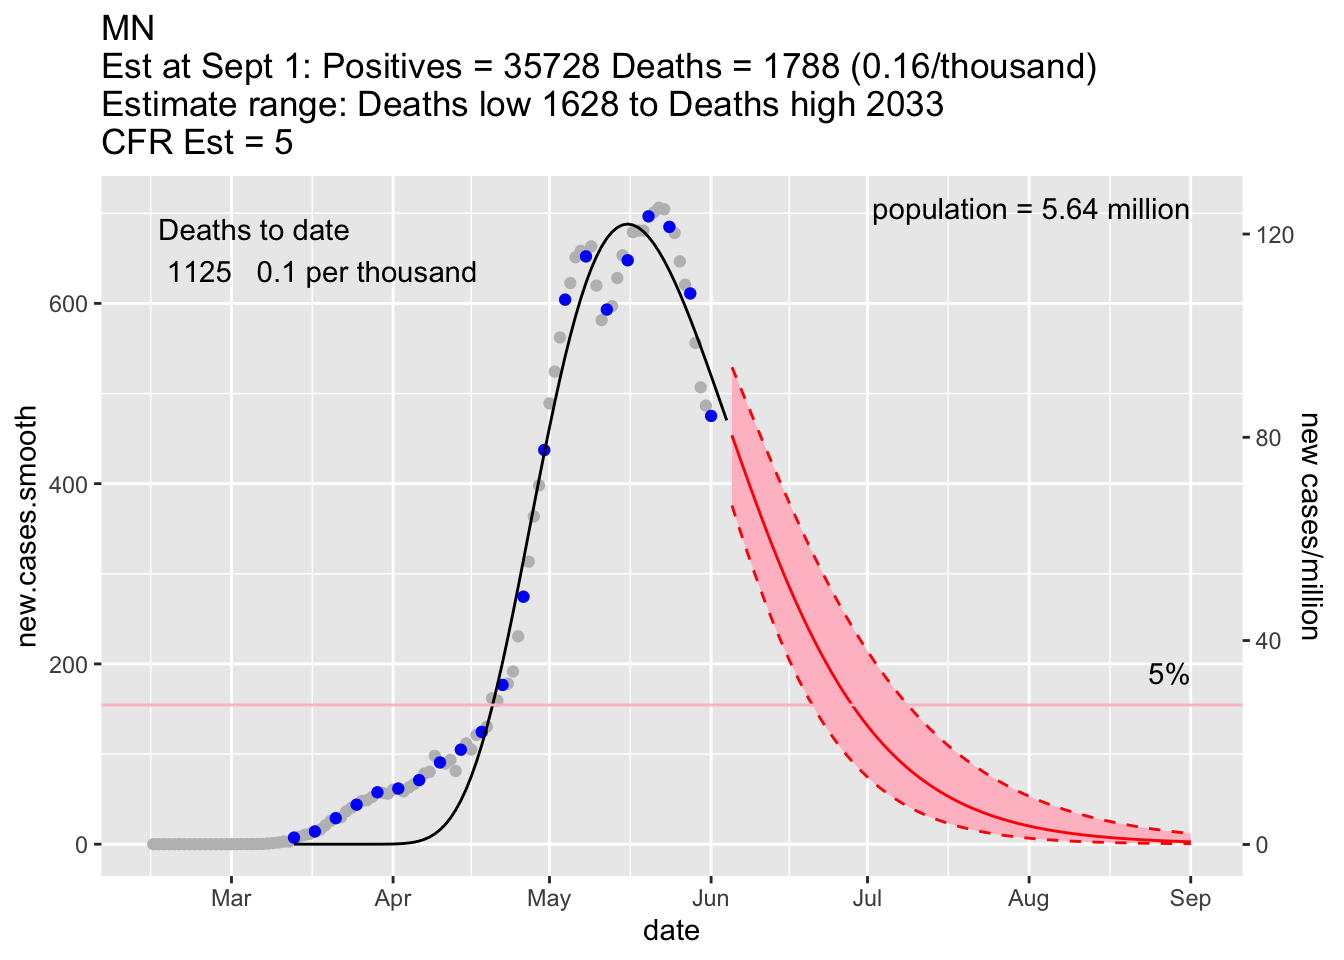 MN
Est at Sept 1: Positives = 35728 Deaths = 1788 (0.16/thousand)
Estimate range: Deaths low 1628 to Deaths high 2033
CFR Est = 5
Deaths to date
1125 0.1 per thousand
population = 5.64 million
5%
new.cases.smooth
600
400
200
0
new cases/million
120
80
40
0
Mar Apr May Jun Jul Aug Sep
date